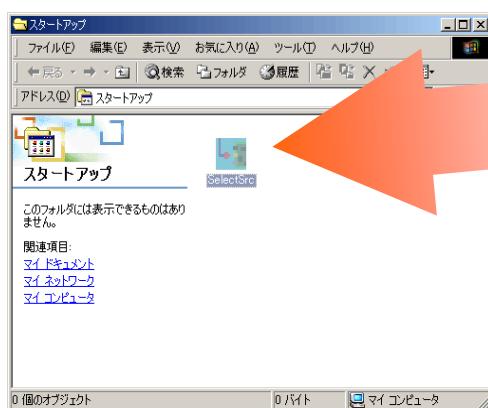 スタートアップ
ファイル(F) 編集(E) 表示(V) お気に入り(A) ツール(T) ヘルプ(H)
戻る 検索 フォルダ 履歴
アドレス(D) スタートアップ
スタートアップ
SelectSrc
このフォルダには表示できるものはあり
ません。
関連項目:
マイ ドキュメント
マイ ネットワーク
マイ コンピュータ
0 個のオブジェクト 0 バイト マイ コンピュータ